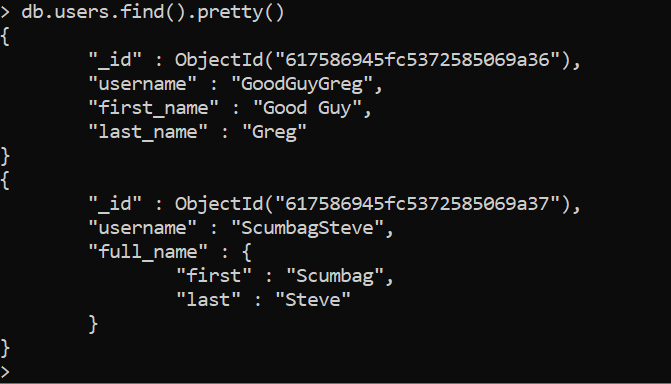 > db.users.find().pretty()
{
        "_id" : ObjectId("617586945fc5372585069a36"),
        "username" : "GoodGuyGreg",
        "first_name" : "Good Guy",
        "last_name" : "Greg"
}
{
        "_id" : ObjectId("617586945fc5372585069a37"),
        "username" : "ScumbagSteve",
        "full_name" : {
                "first" : "Scumbag",
                "last" : "Steve"
        }
}
>